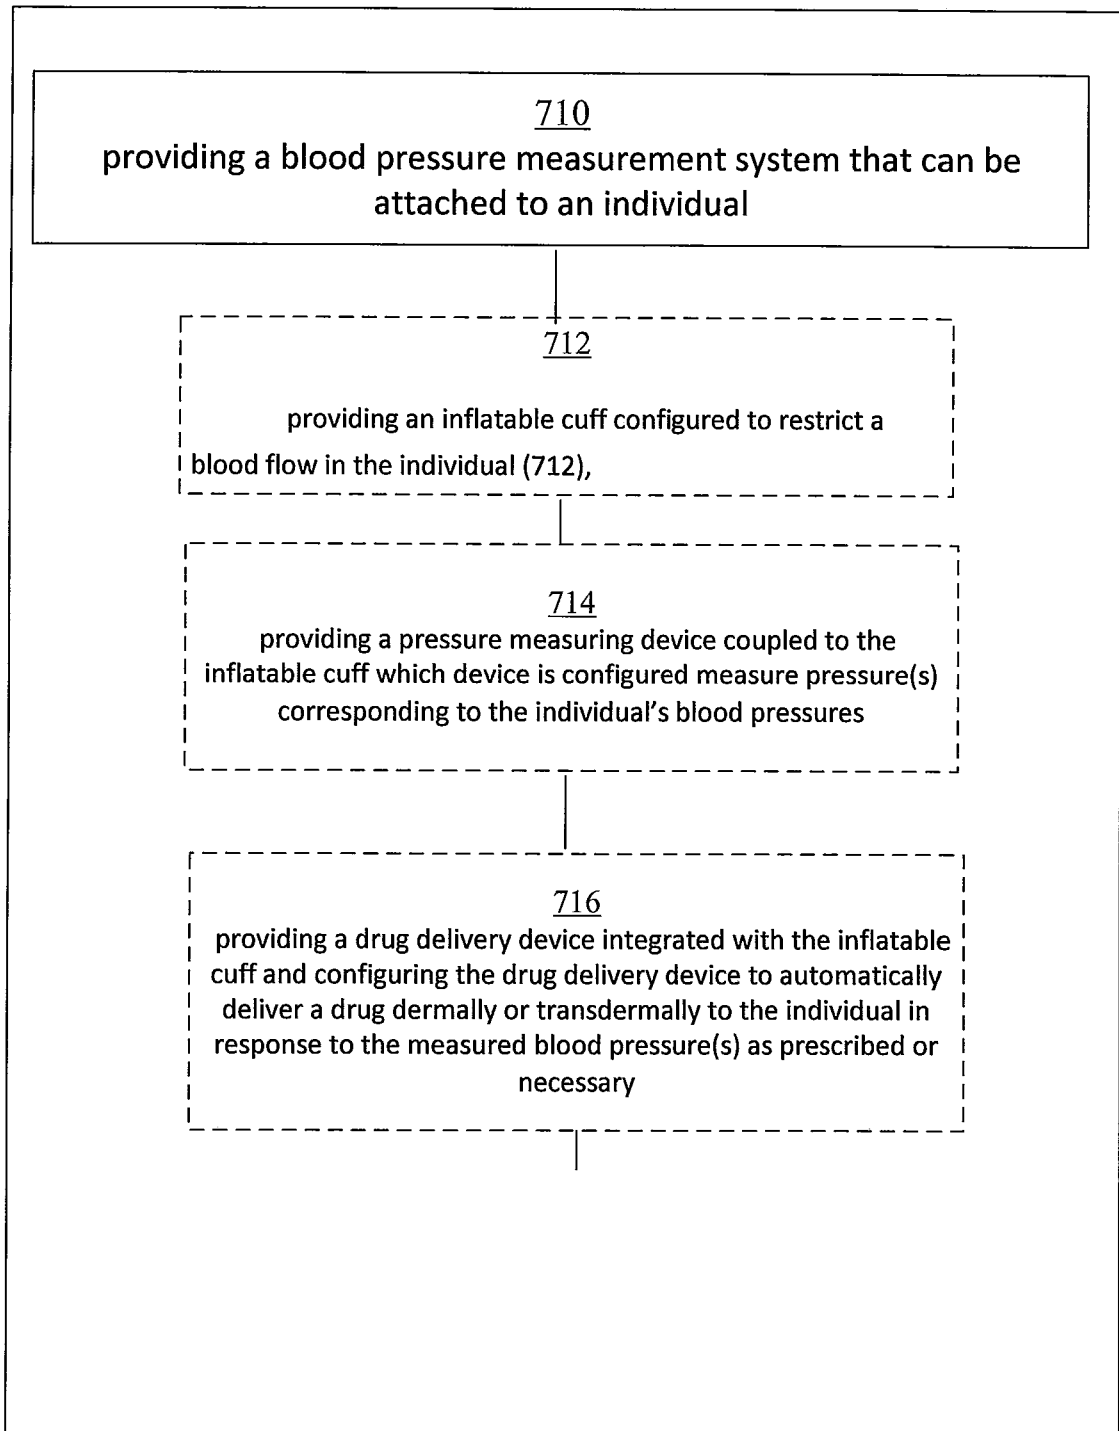 710
providing a blood pressure measurement system that can be
attached to an individual
712
providing an inflatable cuff configured to restrict a
blood flow in the individual (712),
714
providing a pressure measuring device coupled to the
inflatable cuff which device is configured measure pressure(s)
corresponding to the individual's blood pressures
716
providing a drug delivery device integrated with the inflatable
cuff and configuring the drug delivery device to automatically
deliver a drug dermally or transdermally to the individual in
response to the measured blood pressure(s) as prescribed or
necessary